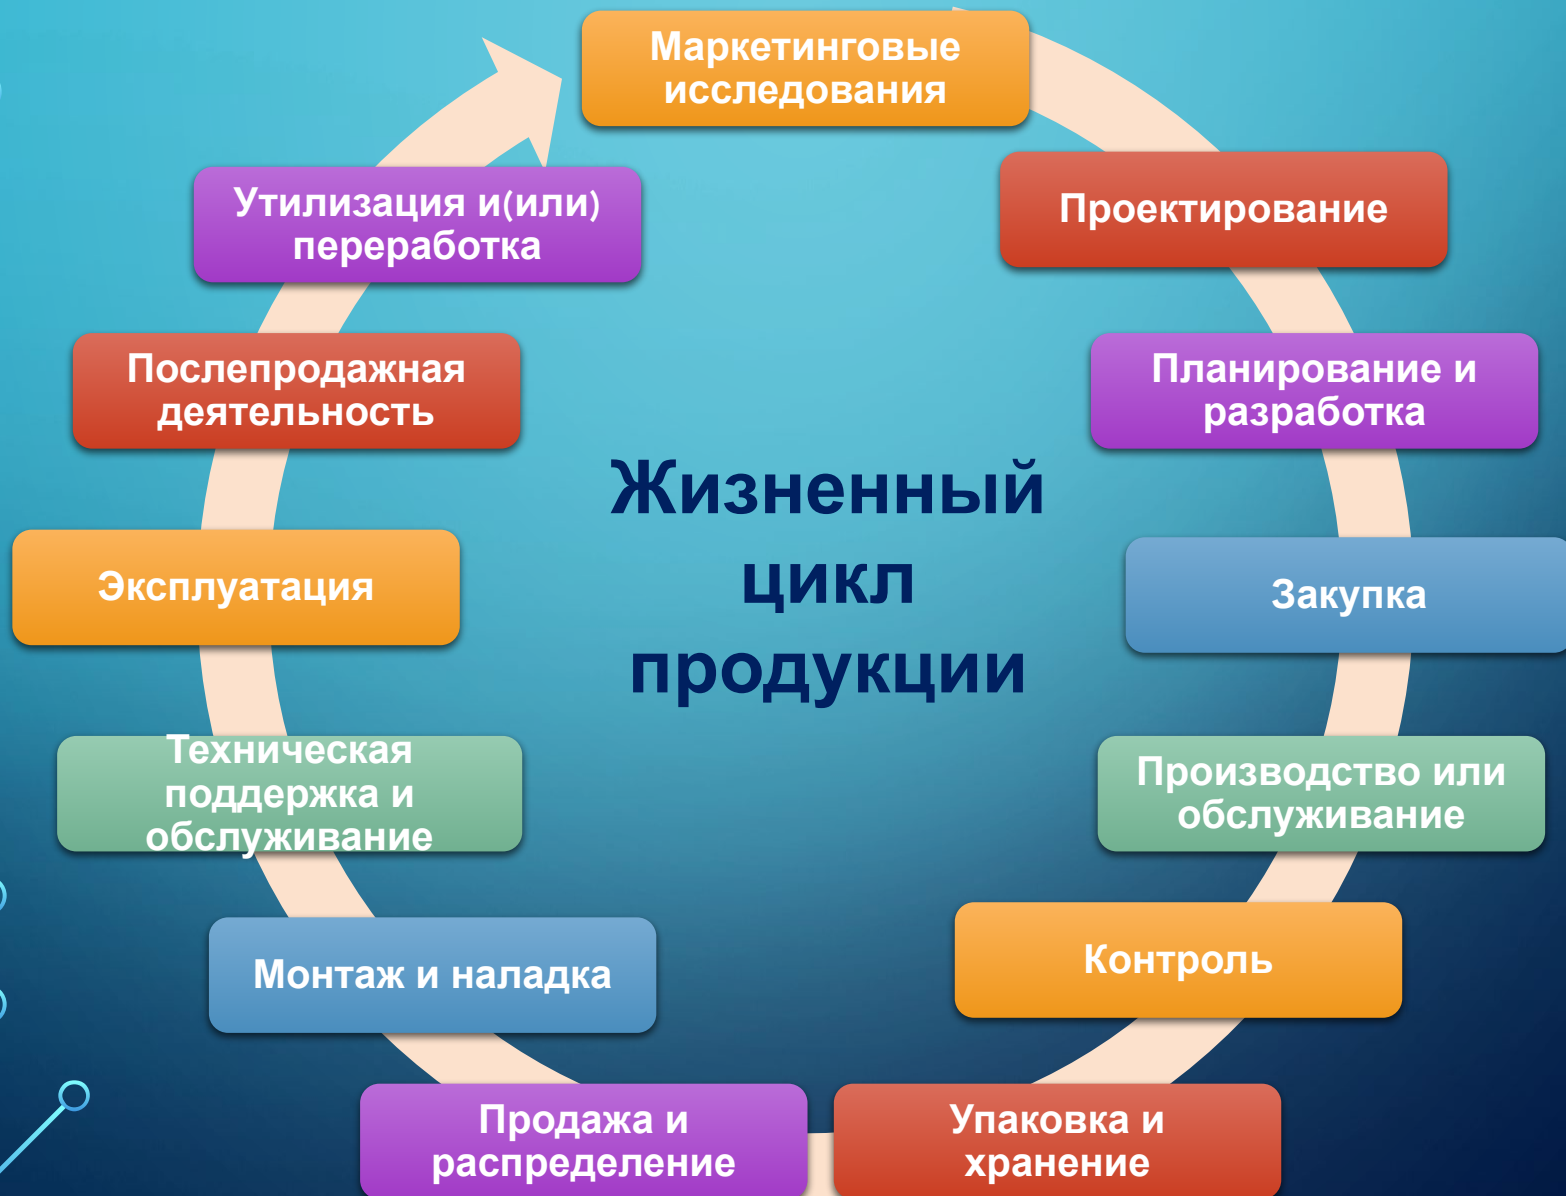 Маркетинговые
исследования
Проектирование
Планирование и
разработка
Закупка
Производство или
обслуживание
Контроль
Упаковка и
хранение
Продажа и
распределение
Монтаж и наладка
Техническая
поддержка и
обслуживание
Эксплуатация
Послепродажная
деятельность
Утилизация и(или)
переработка
Жизненный
цикл
продукции